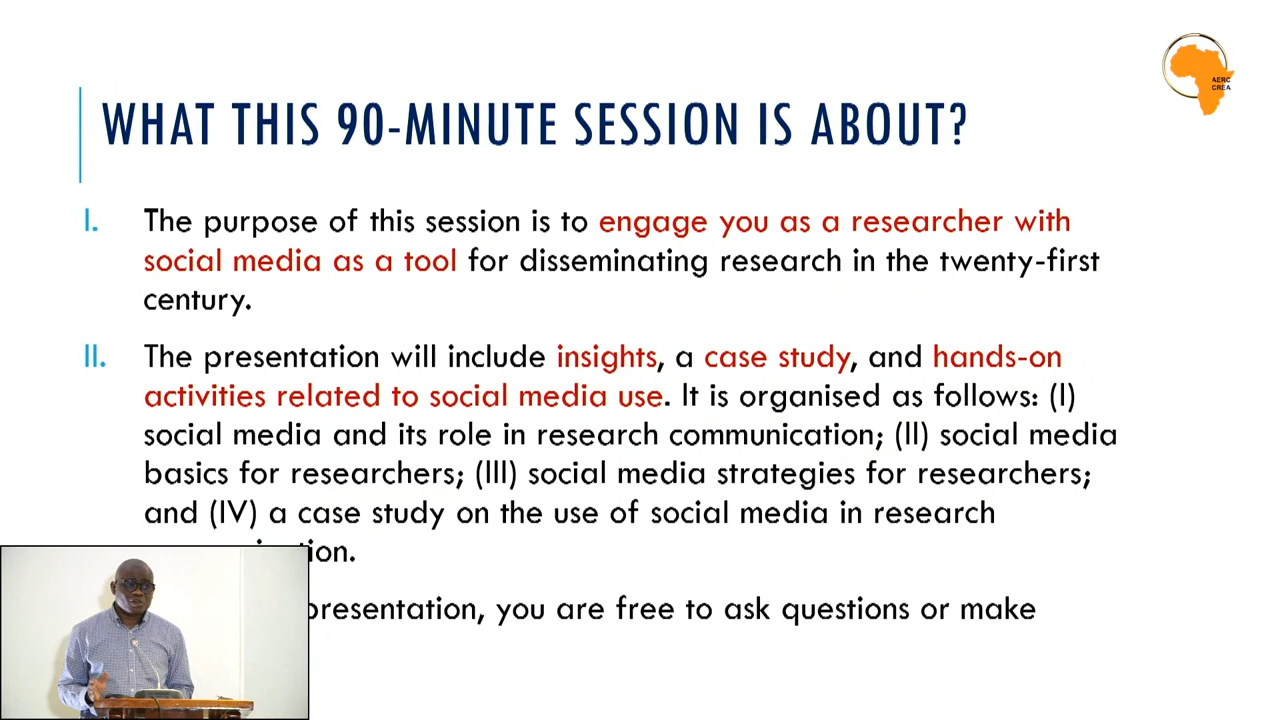 AERC
CREA
WHAT THIS 90-MINUTE SESSION IS ABOUT?
I. The purpose of this session is to engage you as a researcher with
social media as a tool for disseminating research in the twenty-first
century.
II. The presentation will include insights, a case study, and hands-on
activities related to social media use. It is organised as follows: (I)
social media and its role in research communication; (II) social media
basics for researchers; (III) social media strategies for researchers;
and (IV) a case study on the use of social media in research
presentation, you are free to ask questions or make